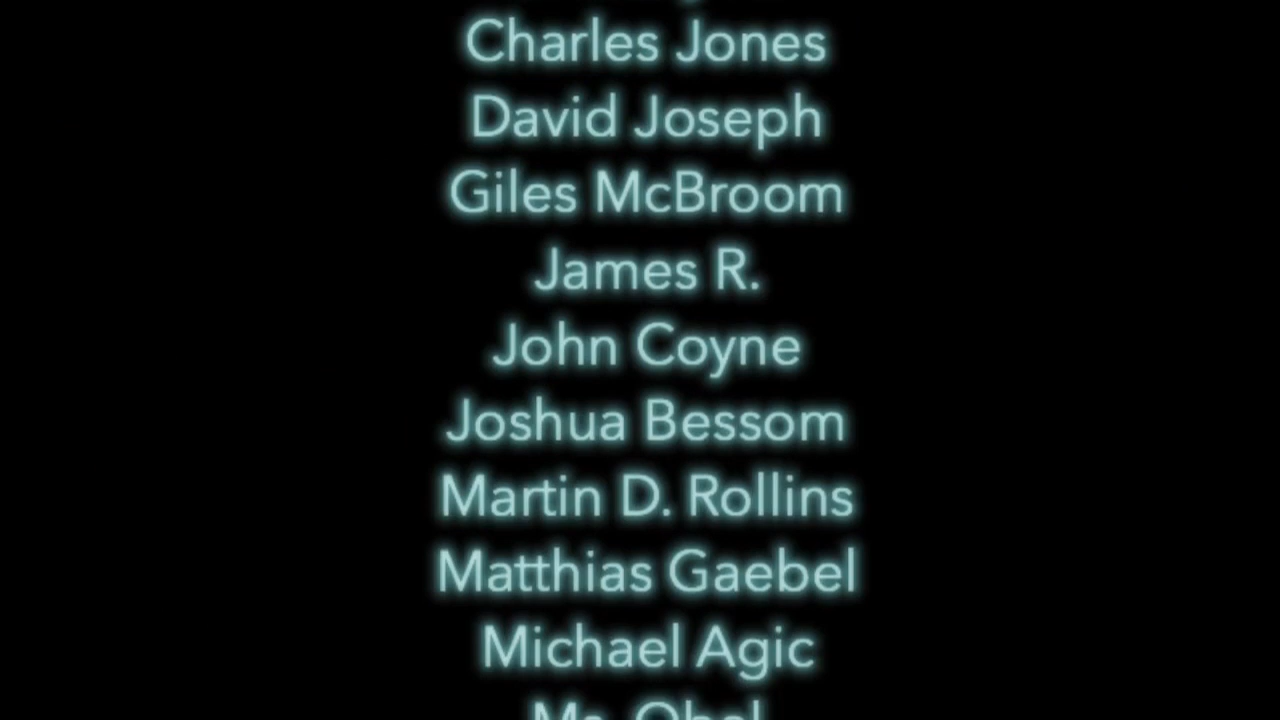 Charles Jones
David Joseph
Giles McBroom
James R.
John Coyne
Joshua Bessom
Martin D. Rollins
Matthias Gaebel
Michael Agic